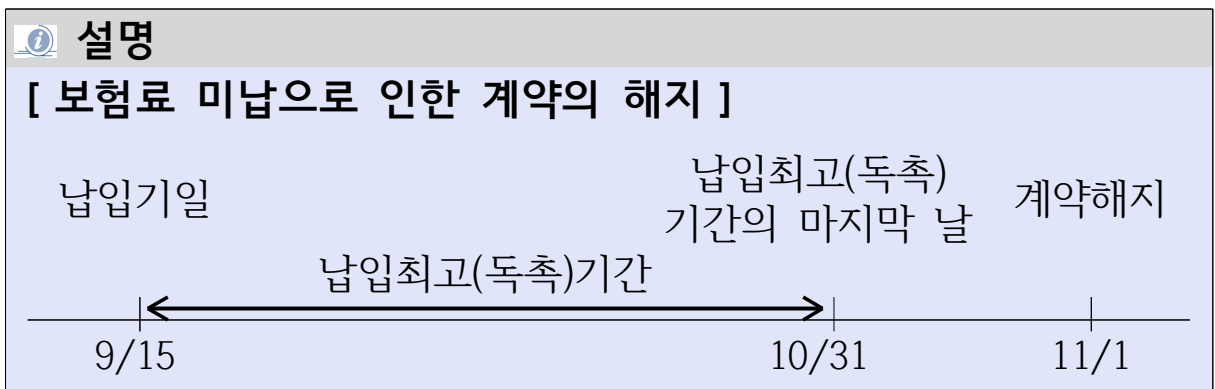 설명
[ 보험료 미납으로 인한 계약의 해지 ]
납입기일
납입최고(독촉)
기간의 마지막 날
계약해지
납입최고(독촉)기간
9/15
10/31
11/1